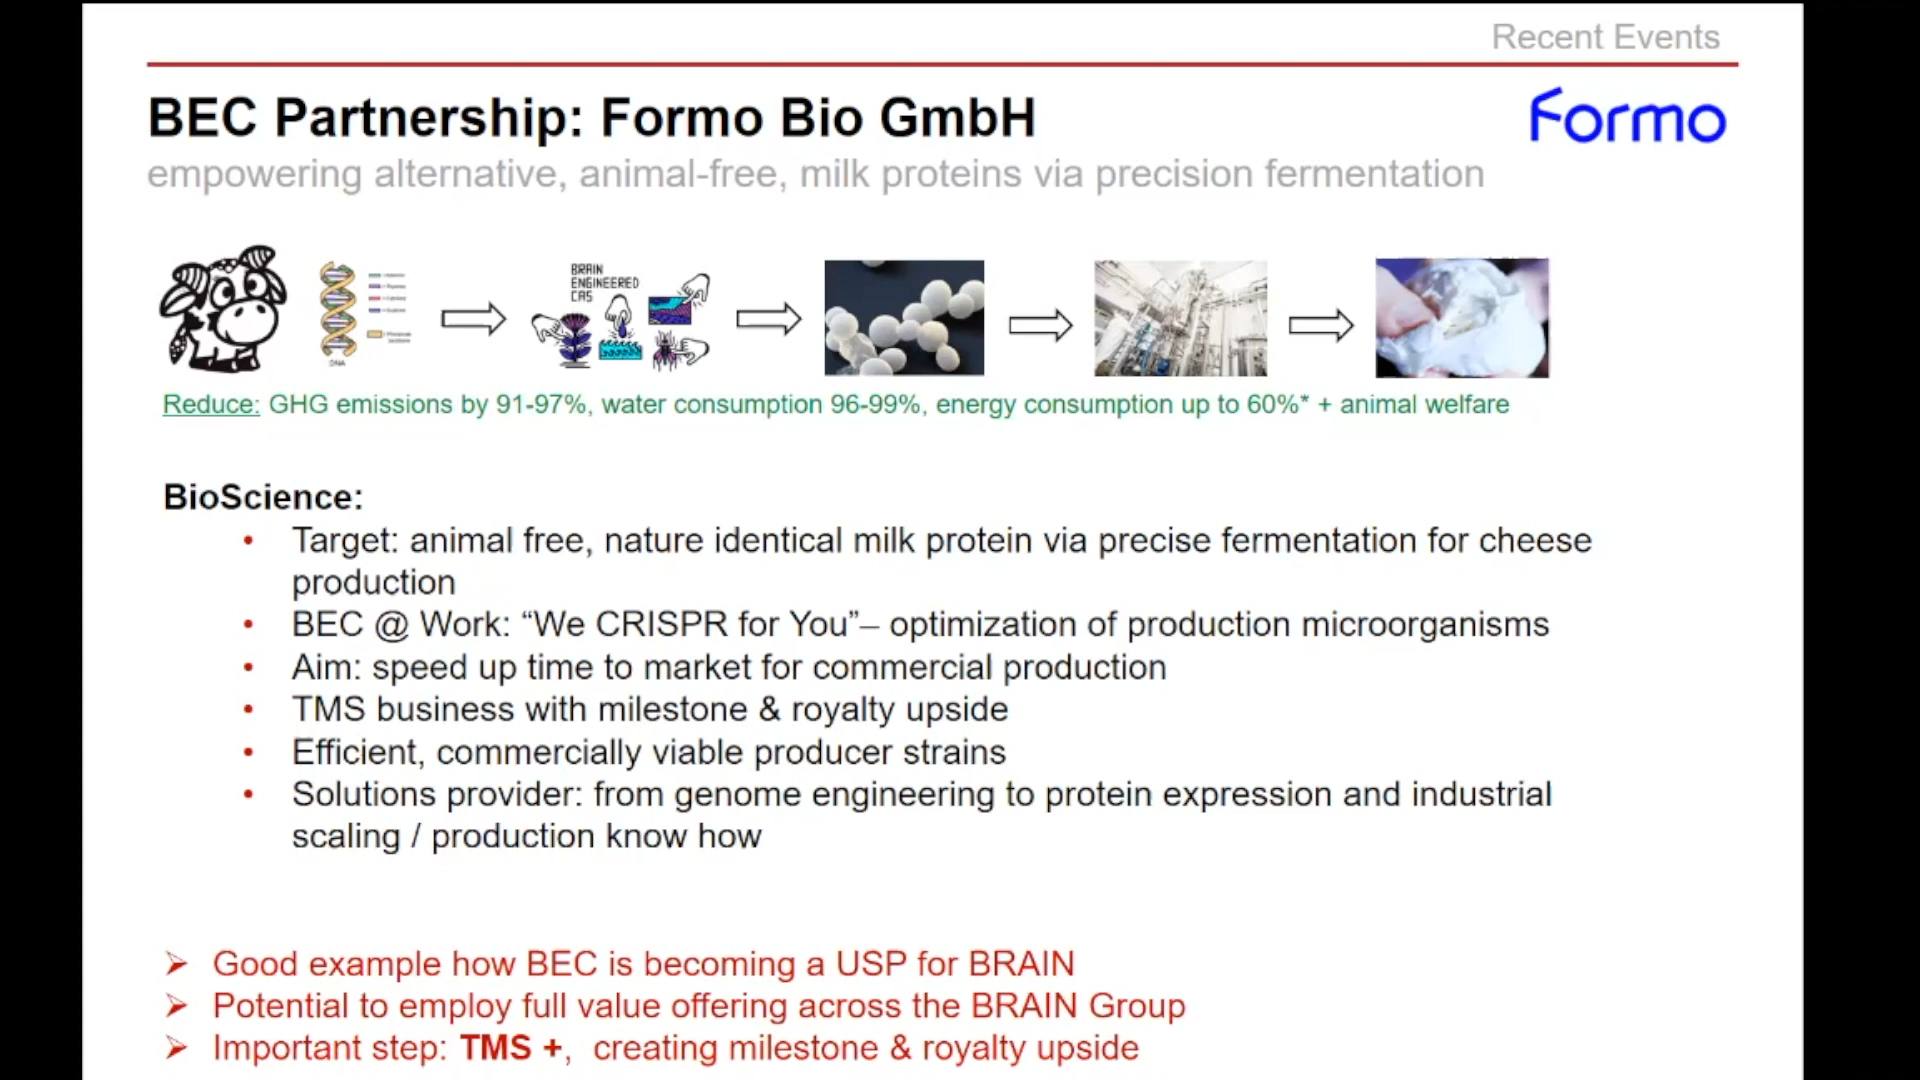 Recent Events
BEC Partnership: Formo Bio GmbH
Formo
empowering alternative, animal-free, milk proteins via precision fermentation
BRAIN
ENGINEERED
CAS
DNA
Reduce: GHG emissions by 91-97%, water consumption 96-99%, energy consumption up to 60%* + animal welfare
BioScience:
• Target: animal free, nature identical milk protein via precise fermentation for cheese
production
• BEC @ Work: “We CRISPR for You”– optimization of production microorganisms
• Aim: speed up time to market for commercial production
• TMS business with milestone & royalty upside
• Efficient, commercially viable producer strains
• Solutions provider: from genome engineering to protein expression and industrial
scaling / production know how
➢ Good example how BEC is becoming a USP for BRAIN
➢ Potential to employ full value offering across the BRAIN Group
➢ Important step: TMS +, creating milestone & royalty upside